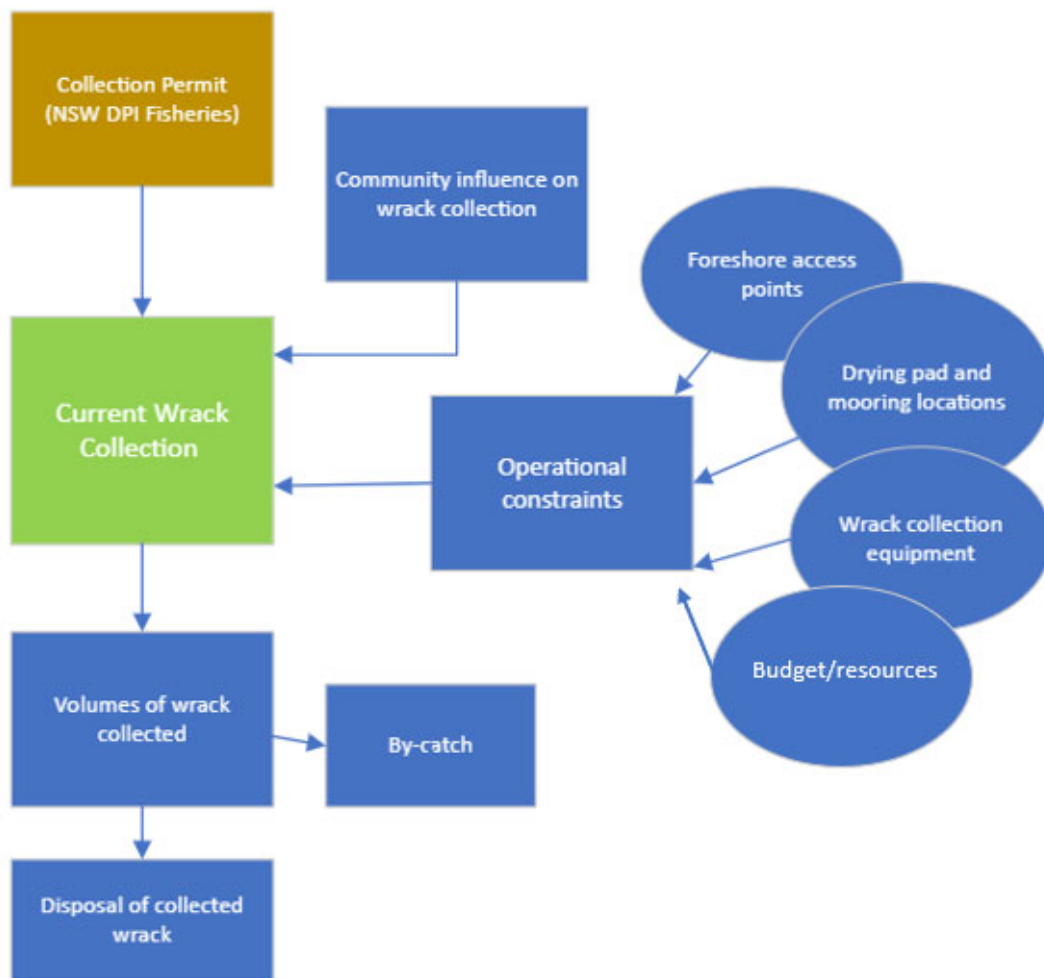 Collection Permit
(NSW DPI Fisheries)
Community influence on
wrack collection
Foreshore access
points
Drying pad and
mooring locations
Current Wrack
Collection
Operational
constraints
Wrack collection
equipment
Budget/resources
Volumes of wrack
collected
By-catch
Disposal of collected
wrack